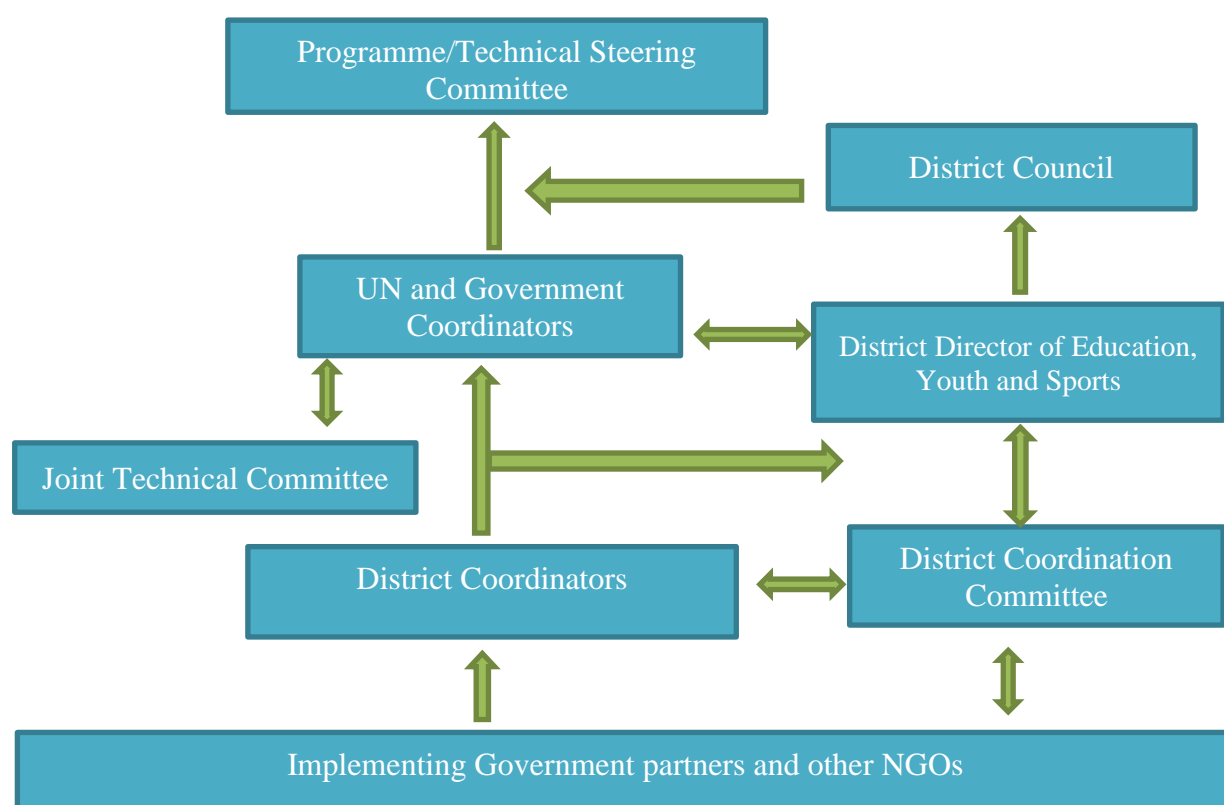 Programme/Technical Steering
Committee
District Council
UN and Government
Coordinators
District Director of Education,
Youth and Sports
Joint Technical Committee
District Coordinators
District Coordination
Committee
Implementing Government partners and other NGOs